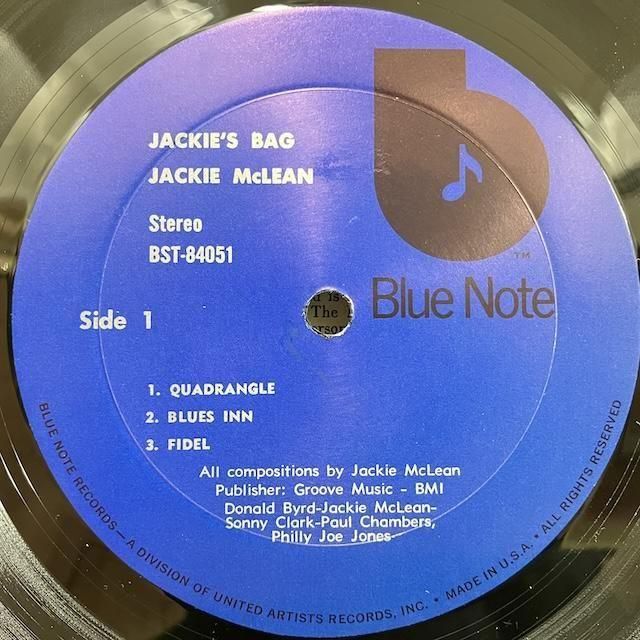 JACKIE'S BAG
JACKIE McLEAN
Stereo
BST-84051
TM
Blue Note
Side 1
The
1. QUADRANGLE
2. BLUES INN
3. FIDEL
All compositions by Jackie McLean
Publisher: Groove Music - BMI
Donald Byrd-Jackie McLean-
Sonny Clark-Paul Chambers,
Philly Joe Jones-
BLUE NOTE RECORDS — A DIVISION OF UNITED ARTISTS RECORDS, INC. • MADE IN U.S.A. • ALL RIGHTS RESERVED